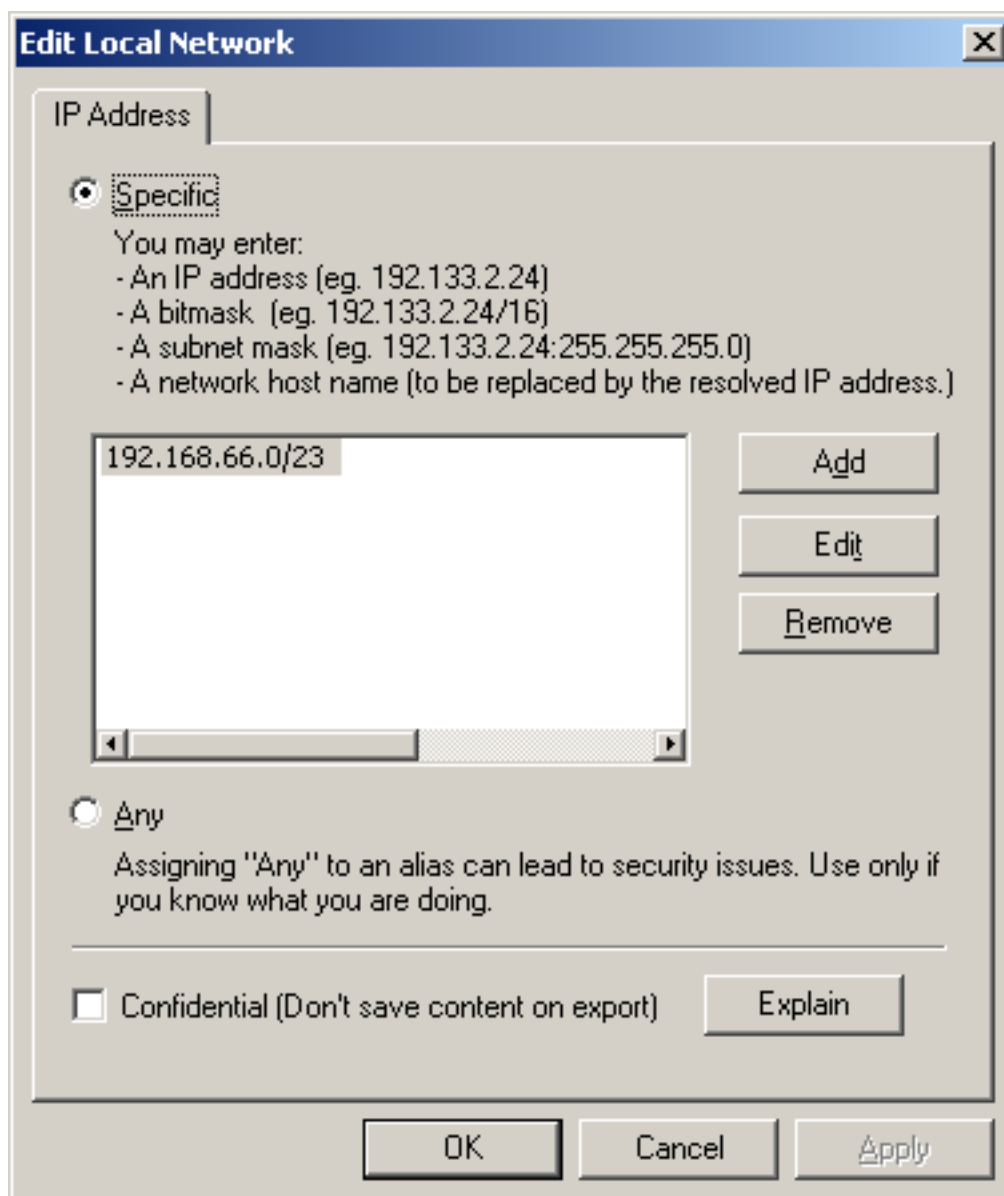 Edit Local Network
IP Address
Specific
You may enter:
- An IP address (eg. 192.133.2.24)
- A bitmask  (eg. 192.133.2.24/16)
- A subnet mask (eg. 192.133.2.24:255.255.255.0)
- A network host name (to be replaced by the resolved IP address.)
192.168.66.0/23
Add
Edit
Remove
Any
Assigning "Any" to an alias can lead to security issues. Use only if
you know what you are doing.
Confidential (Don't save content on export)
Explain
OK
Cancel
Apply